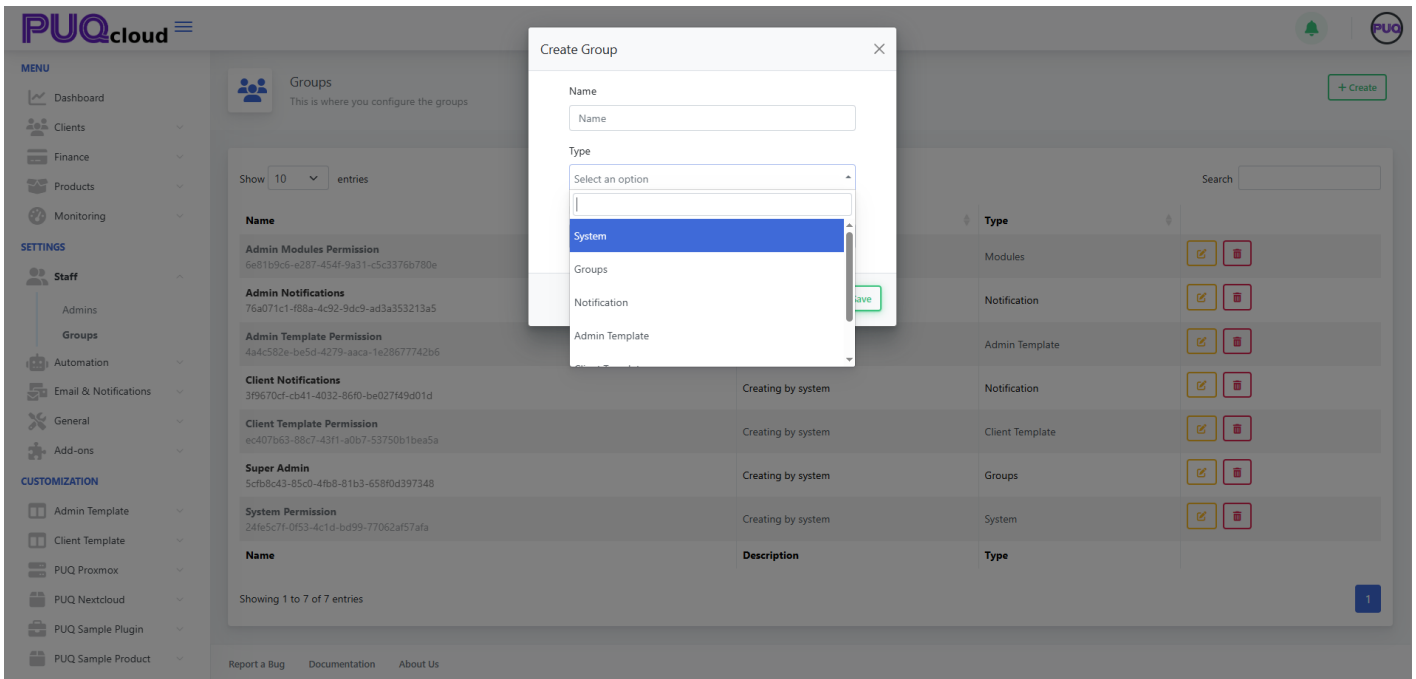 PUQcloud
PUQ
MENU
Dashboard
Clients
Finance
Products
Monitoring
SETTINGS
Staff
Admins
Groups
Automation
Email & Notifications
General
Add-ons
CUSTOMIZATION
Admin Template
Client Template
PUQ Proxmox
PUQ Nextcloud
PUQ Sample Plugin
PUQ Sample Product
Groups
This is where you configure the groups
+ Create
Create Group
Name
Name
Type
Select an option
System
Groups
Notification
Admin Template
Client Template
Save
Show 10 entries
Search
Name Type
Admin Modules Permission Modules
6e81b9c6-e287-454f-9a31-c5c3376b780e
Admin Notifications Notification
76a071c1-f88a-4c92-9dc9-ad3a353213a5
Admin Template Permission Admin Template
4a4c582e-be5d-4279-aaca-1e28677742b6
Client Notifications Creating by system Notification
3f9670cf-cb41-4032-86f0-be027f49d01d
Client Template Permission Creating by system Client Template
ec407b63-88c7-43f1-a0b7-53750b1bea5a
Super Admin Creating by system Groups
5cfb8c43-85c0-4fb8-81b3-658f0d397348
System Permission Creating by system System
24fe5c7f-0f53-4c1d-bd99-77062af57afa
Name Description Type
Showing 1 to 7 of 7 entries
1
Report a Bug Documentation About Us